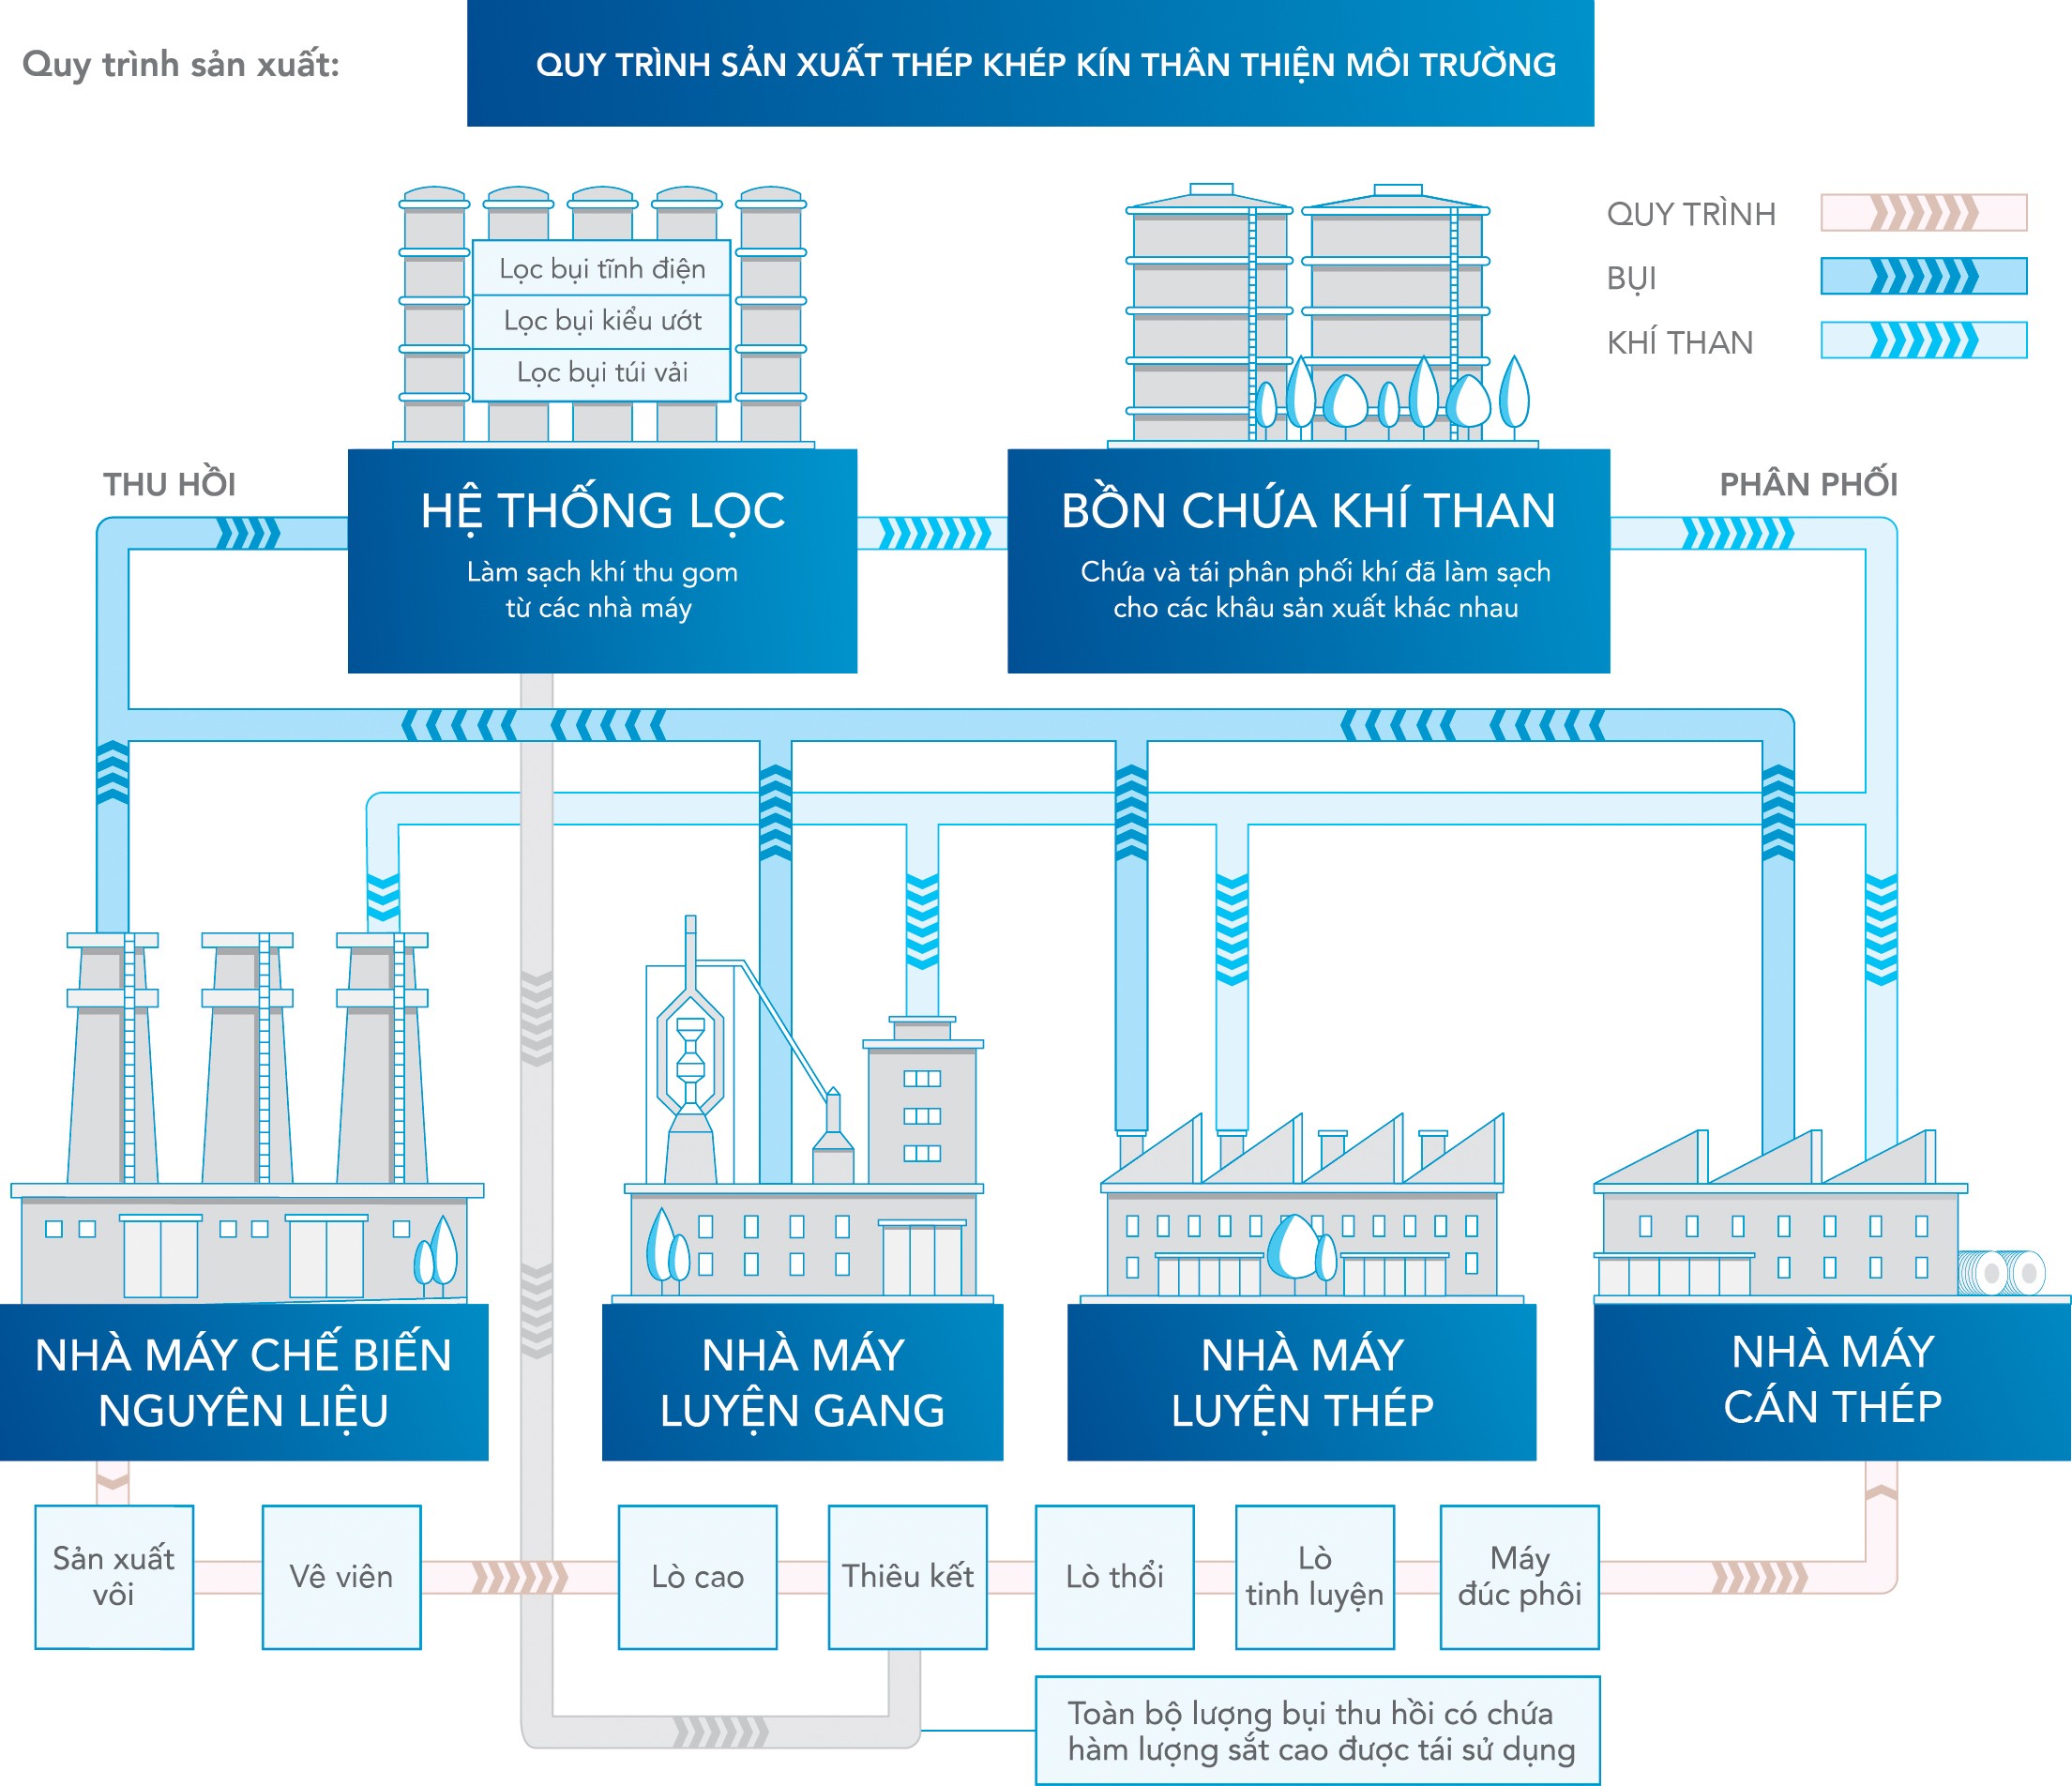 Quy trình sản xuất:
QUY TRÌNH SẢN XUẤT THÉP KHÉP KÍN THÂN THIỆN MÔI TRƯỜNG
QUY TRÌNH
BỤI
KHÍ THAN
Lọc bụi tĩnh điện
Lọc bụi kiểu ướt
Lọc bụi túi vải
THU HỒI
HỆ THỐNG LỌC
Làm sạch khí thu gom
từ các nhà máy
BỒN CHỨA KHÍ THAN
Chứa và tái phân phối khí đã làm sạch
cho các khâu sản xuất khác nhau
PHÂN PHỐI
NHÀ MÁY CHẾ BIẾN
NGUYÊN LIỆU
NHÀ MÁY
LUYỆN GANG
NHÀ MÁY
LUYỆN THÉP
NHÀ MÁY
CÁN THÉP
Sản xuất
vôi
Vê viên
Lò cao
Thiêu kết
Lò thổi
Lò
tinh luyện
Máy
đúc phôi
Toàn bộ lượng bụi thu hồi có chứa
hàm lượng sắt cao được tái sử dụng